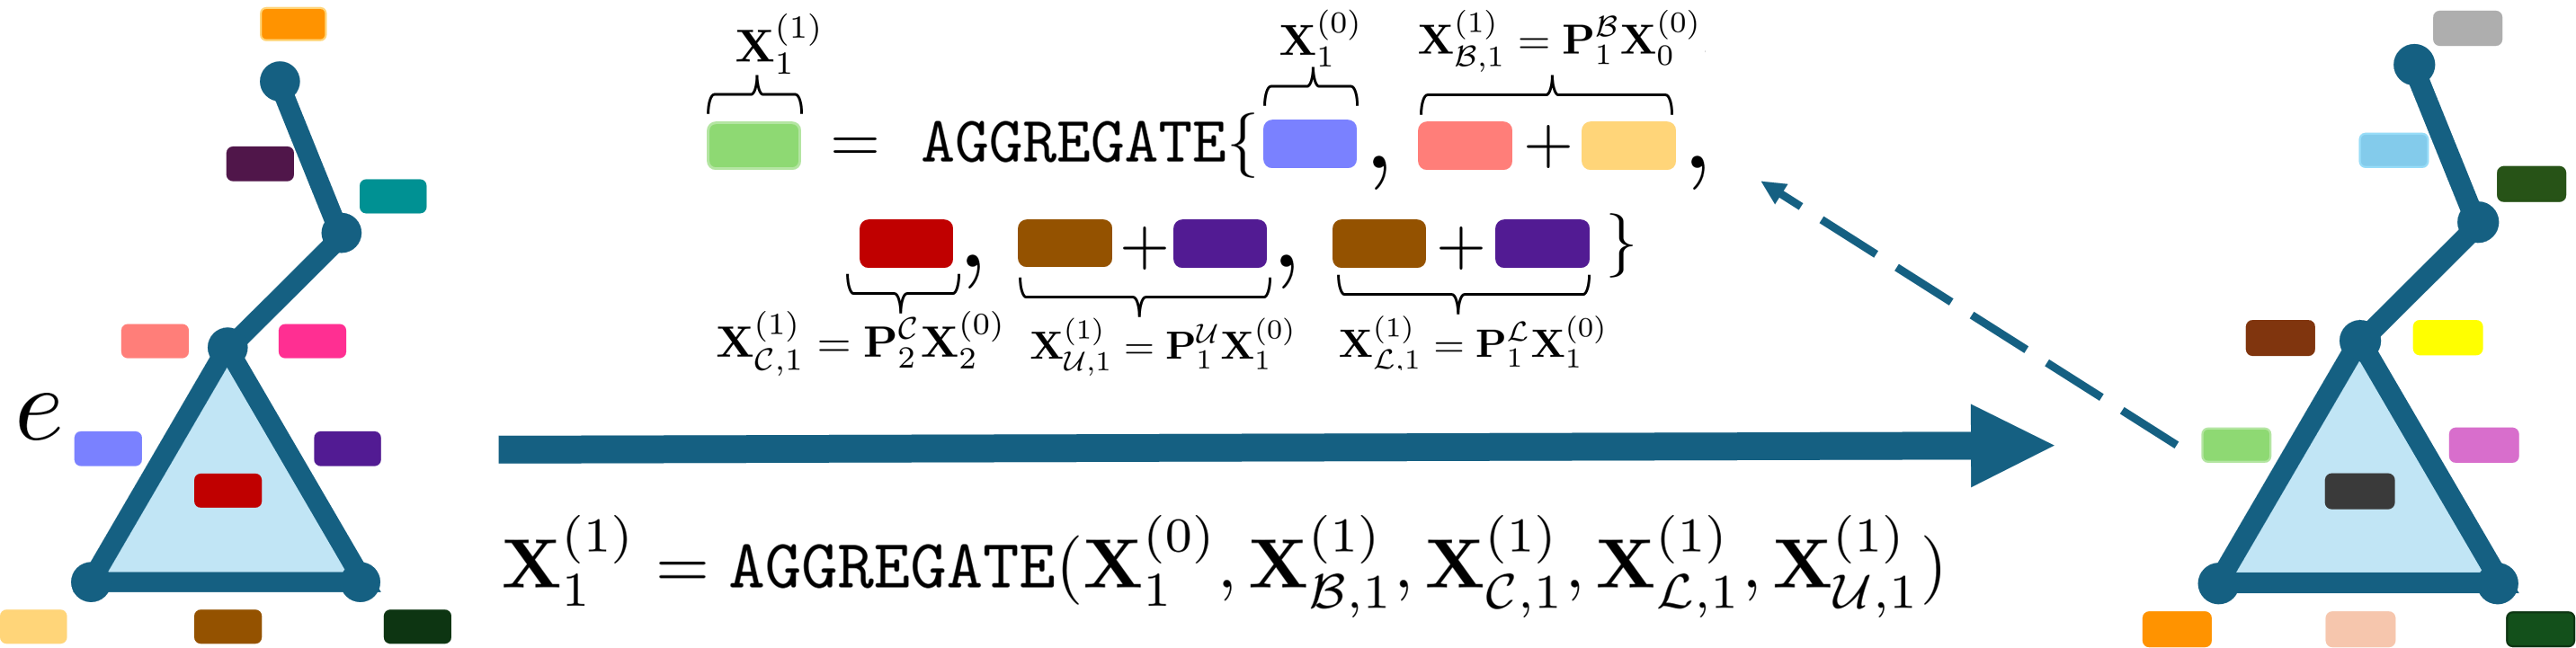 e
X_1^{(1)} X_1^{(0)} X_{ℬ,1}^{(1)} = P_1^ℬ X_0^{(0)}
= AGGREGATE{ , + ,
, + , + }
X_{𝒞,1}^{(1)} = P_2^𝒞 X_2^{(0)} X_{𝒰,1}^{(1)} = P_1^𝒰 X_1^{(0)} X_{ℒ,1}^{(1)} = P_1^ℒ X_1^{(0)}
X_1^{(1)} = AGGREGATE(X_1^{(0)}, X_{ℬ,1}^{(1)}, X_{𝒞,1}^{(1)}, X_{ℒ,1}^{(1)}, X_{𝒰,1}^{(1)})